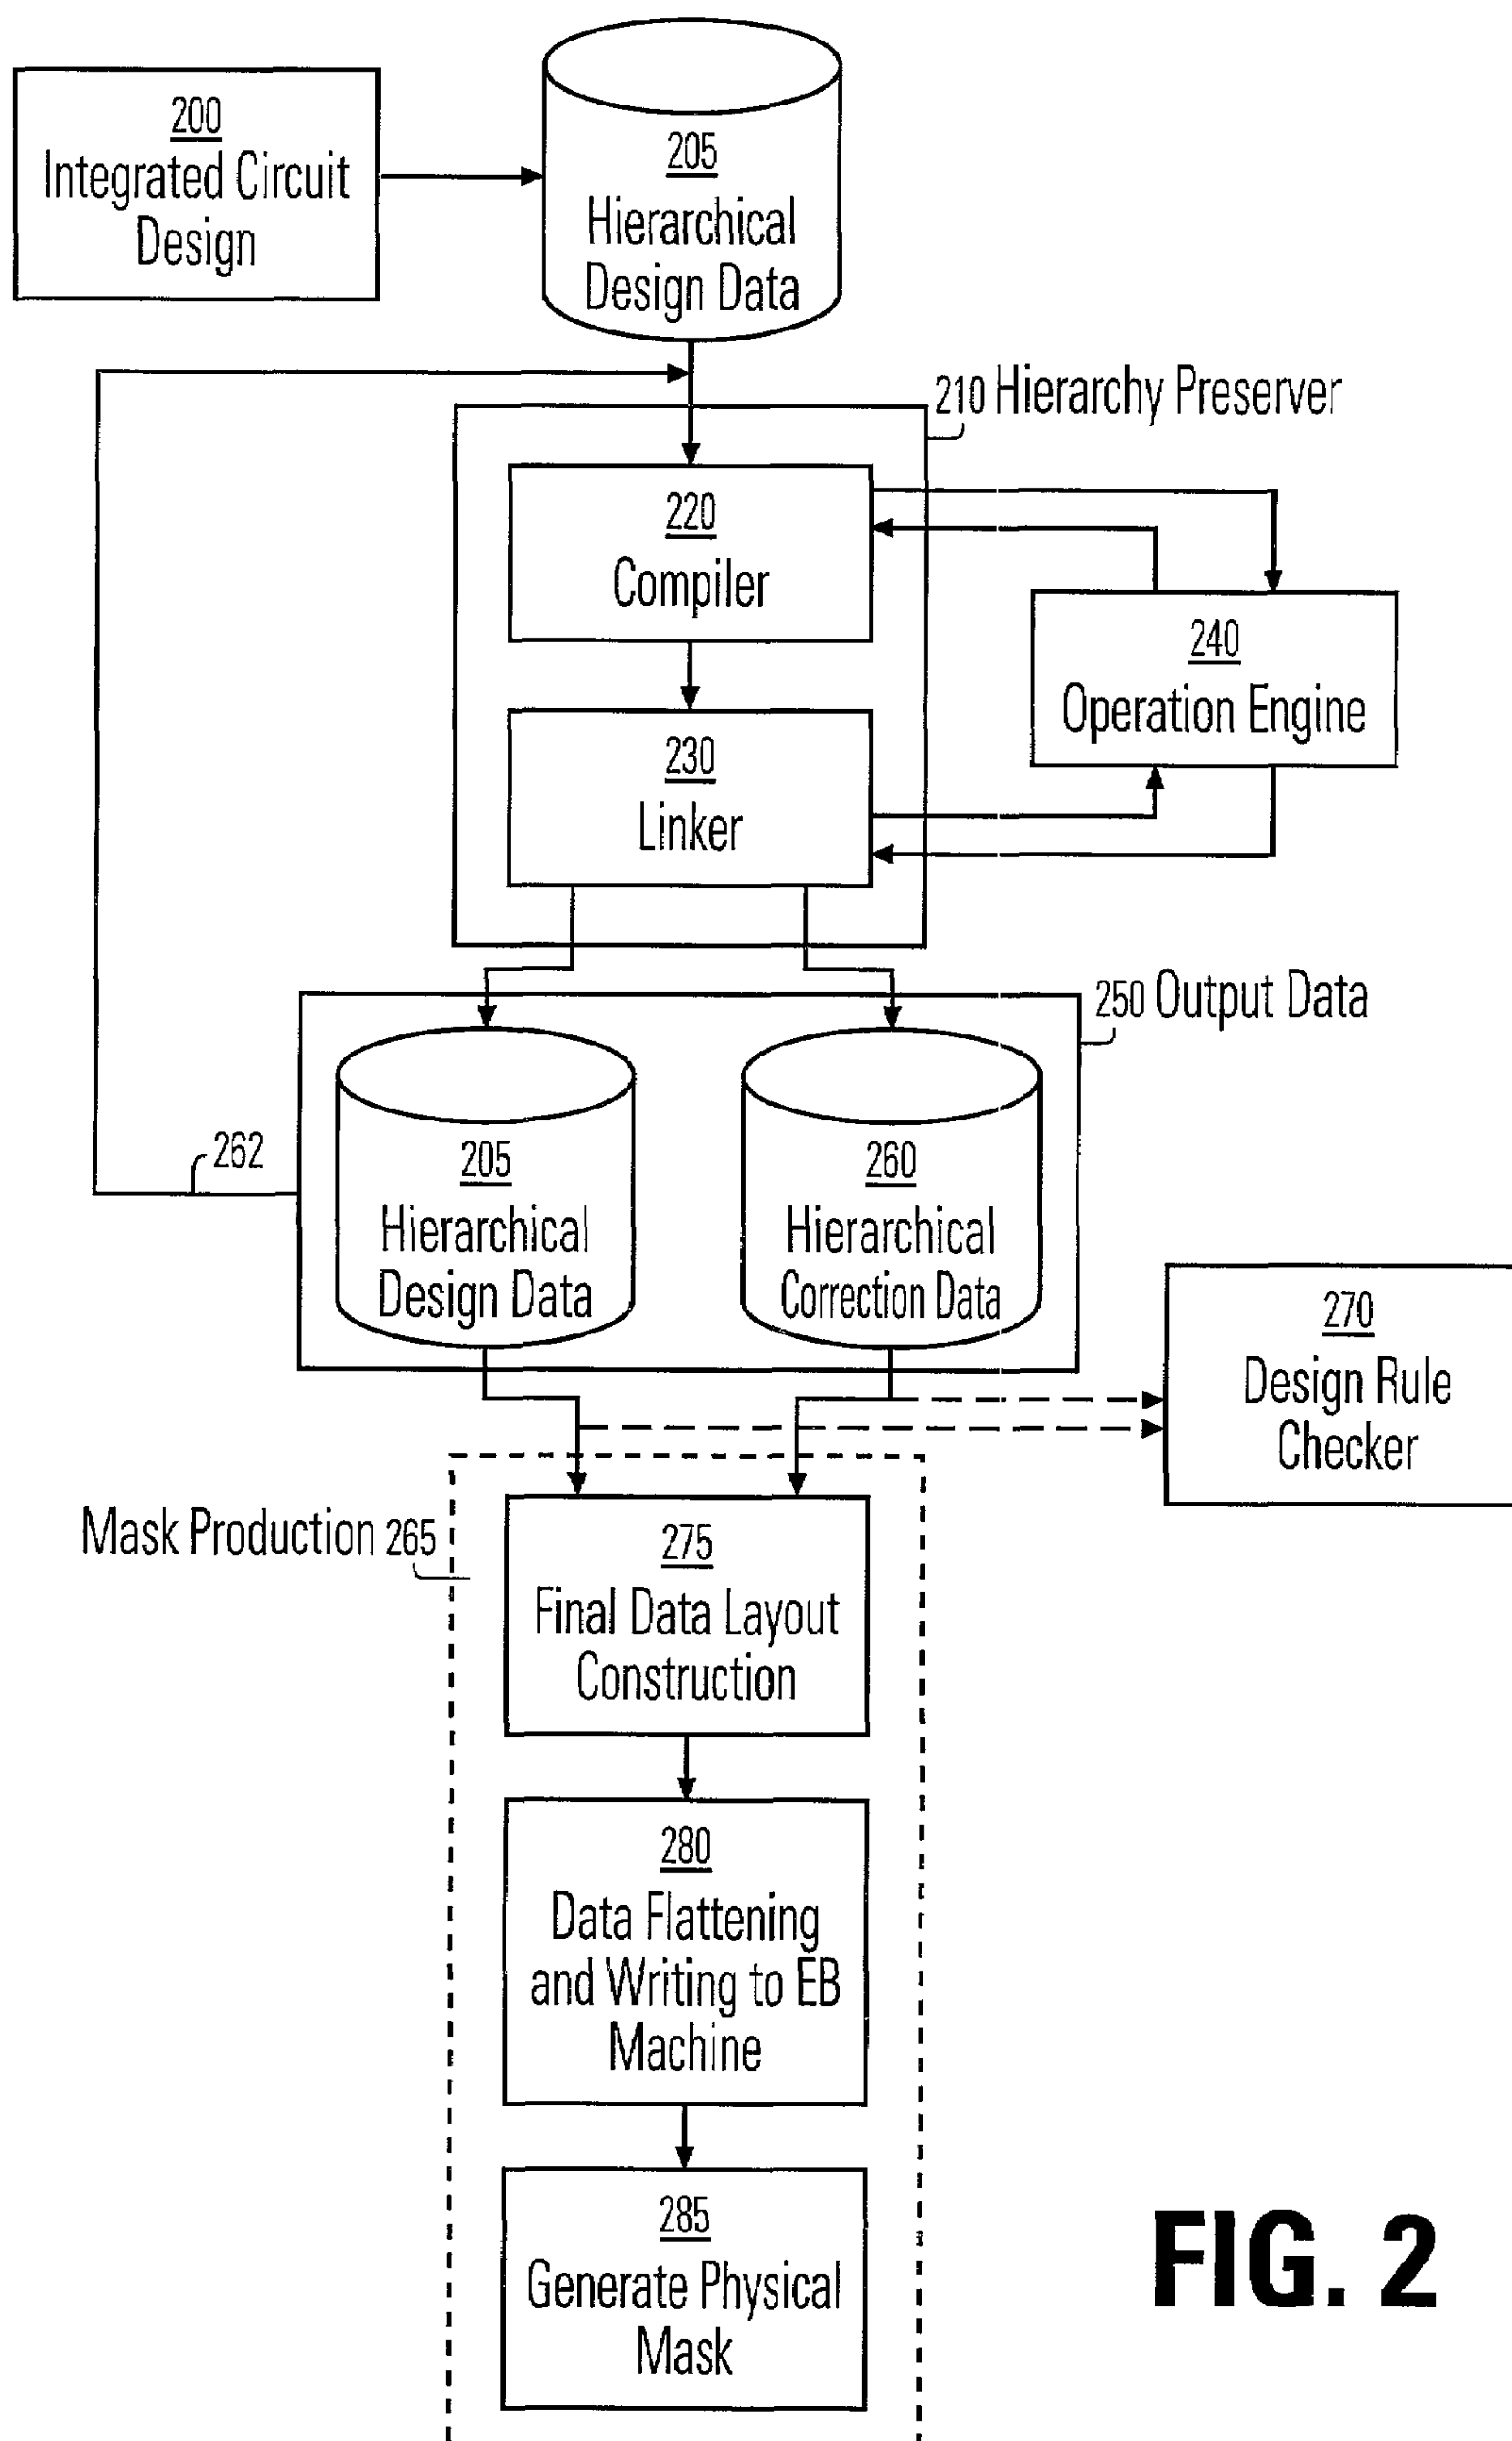 200
Integrated Circuit
Design
205
Hierarchical
Design Data
210 Hierarchy Preserver
220
Compiler
240
Operation Engine
230
Linker
250 Output Data
262
205
Hierarchical
Design Data
260
Hierarchical
Correction Data
270
Design Rule
Checker
Mask Production 265
275
Final Data Layout
Construction
280
Data Flattening
and Writing to EB
Machine
285
Generate Physical
Mask
FIG. 2